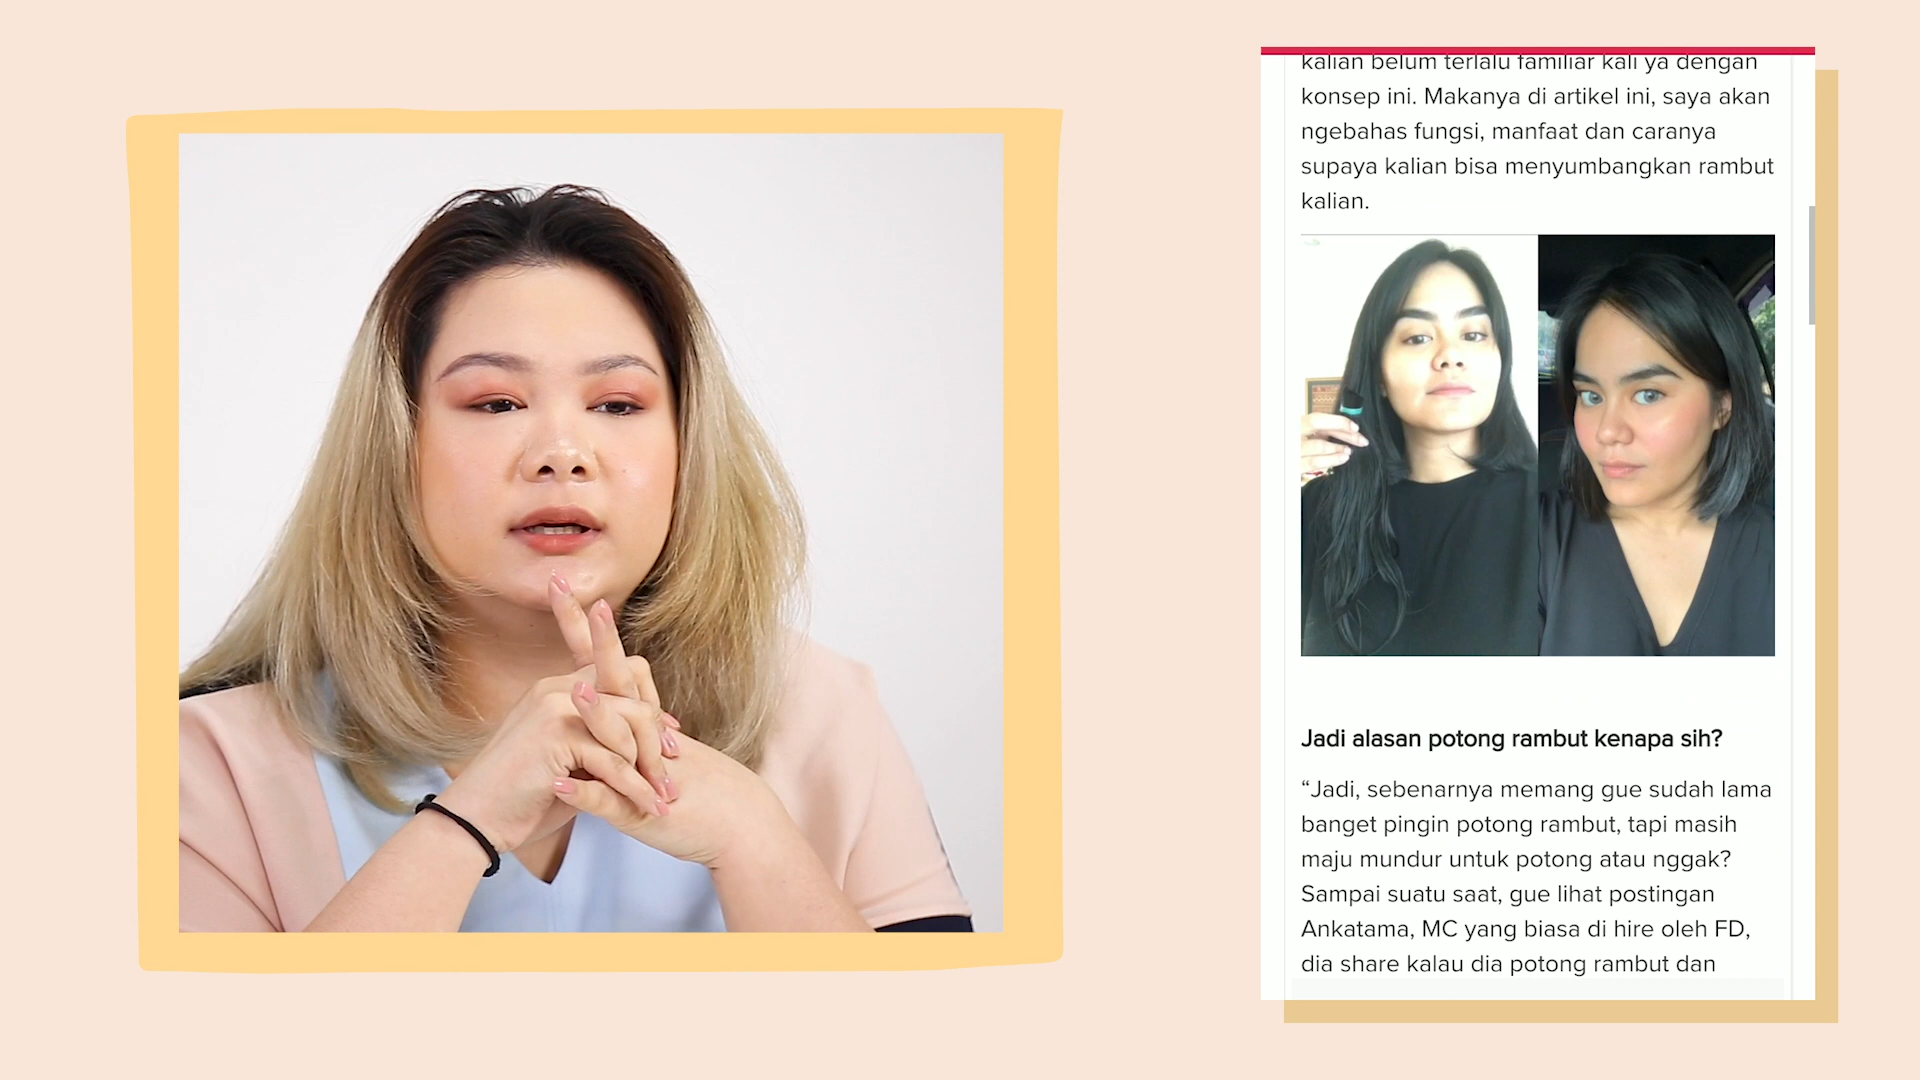 kalian belum terlalu familiar kali ya dengan
konsep ini. Makanya di artikel ini, saya akan
ngebahas fungsi, manfaat dan caranya
supaya kalian bisa menyumbangkan rambut
kalian.
Jadi alasan potong rambut kenapa sih?
“Jadi, sebenarnya memang gue sudah lama
banget pingin potong rambut, tapi masih
maju mundur untuk potong atau nggak?
Sampai suatu saat, gue lihat postingan
Ankatama, MC yang biasa di hire oleh FD,
dia share kalau dia potong rambut dan